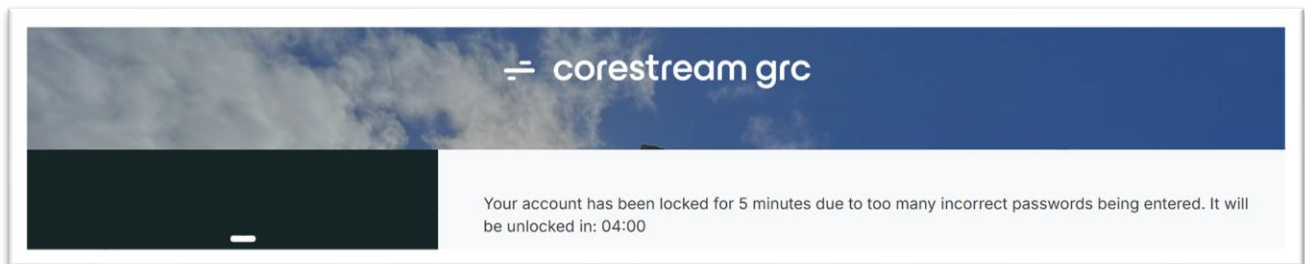 corestream grc
Your account has been locked for 5 minutes due to too many incorrect passwords being entered. It will
be unlocked in: 04:00